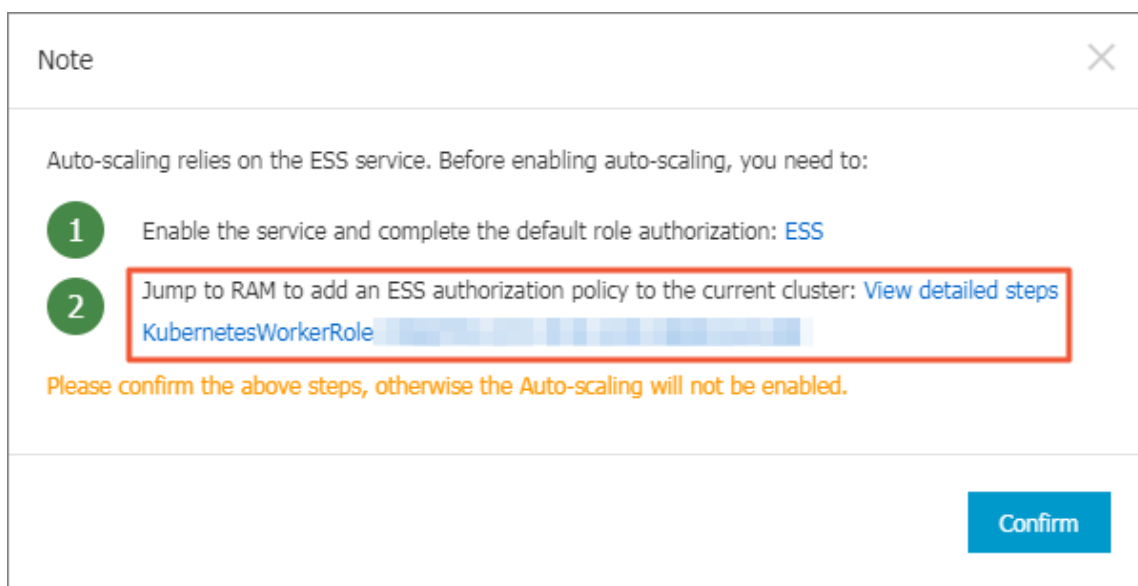 Note
Auto-scaling relies on the ESS service. Before enabling auto-scaling, you need to:
1 Enable the service and complete the default role authorization: ESS
2 Jump to RAM to add an ESS authorization policy to the current cluster: View detailed steps
KubernetesWorkerRole
Please confirm the above steps, otherwise the Auto-scaling will not be enabled.
Confirm